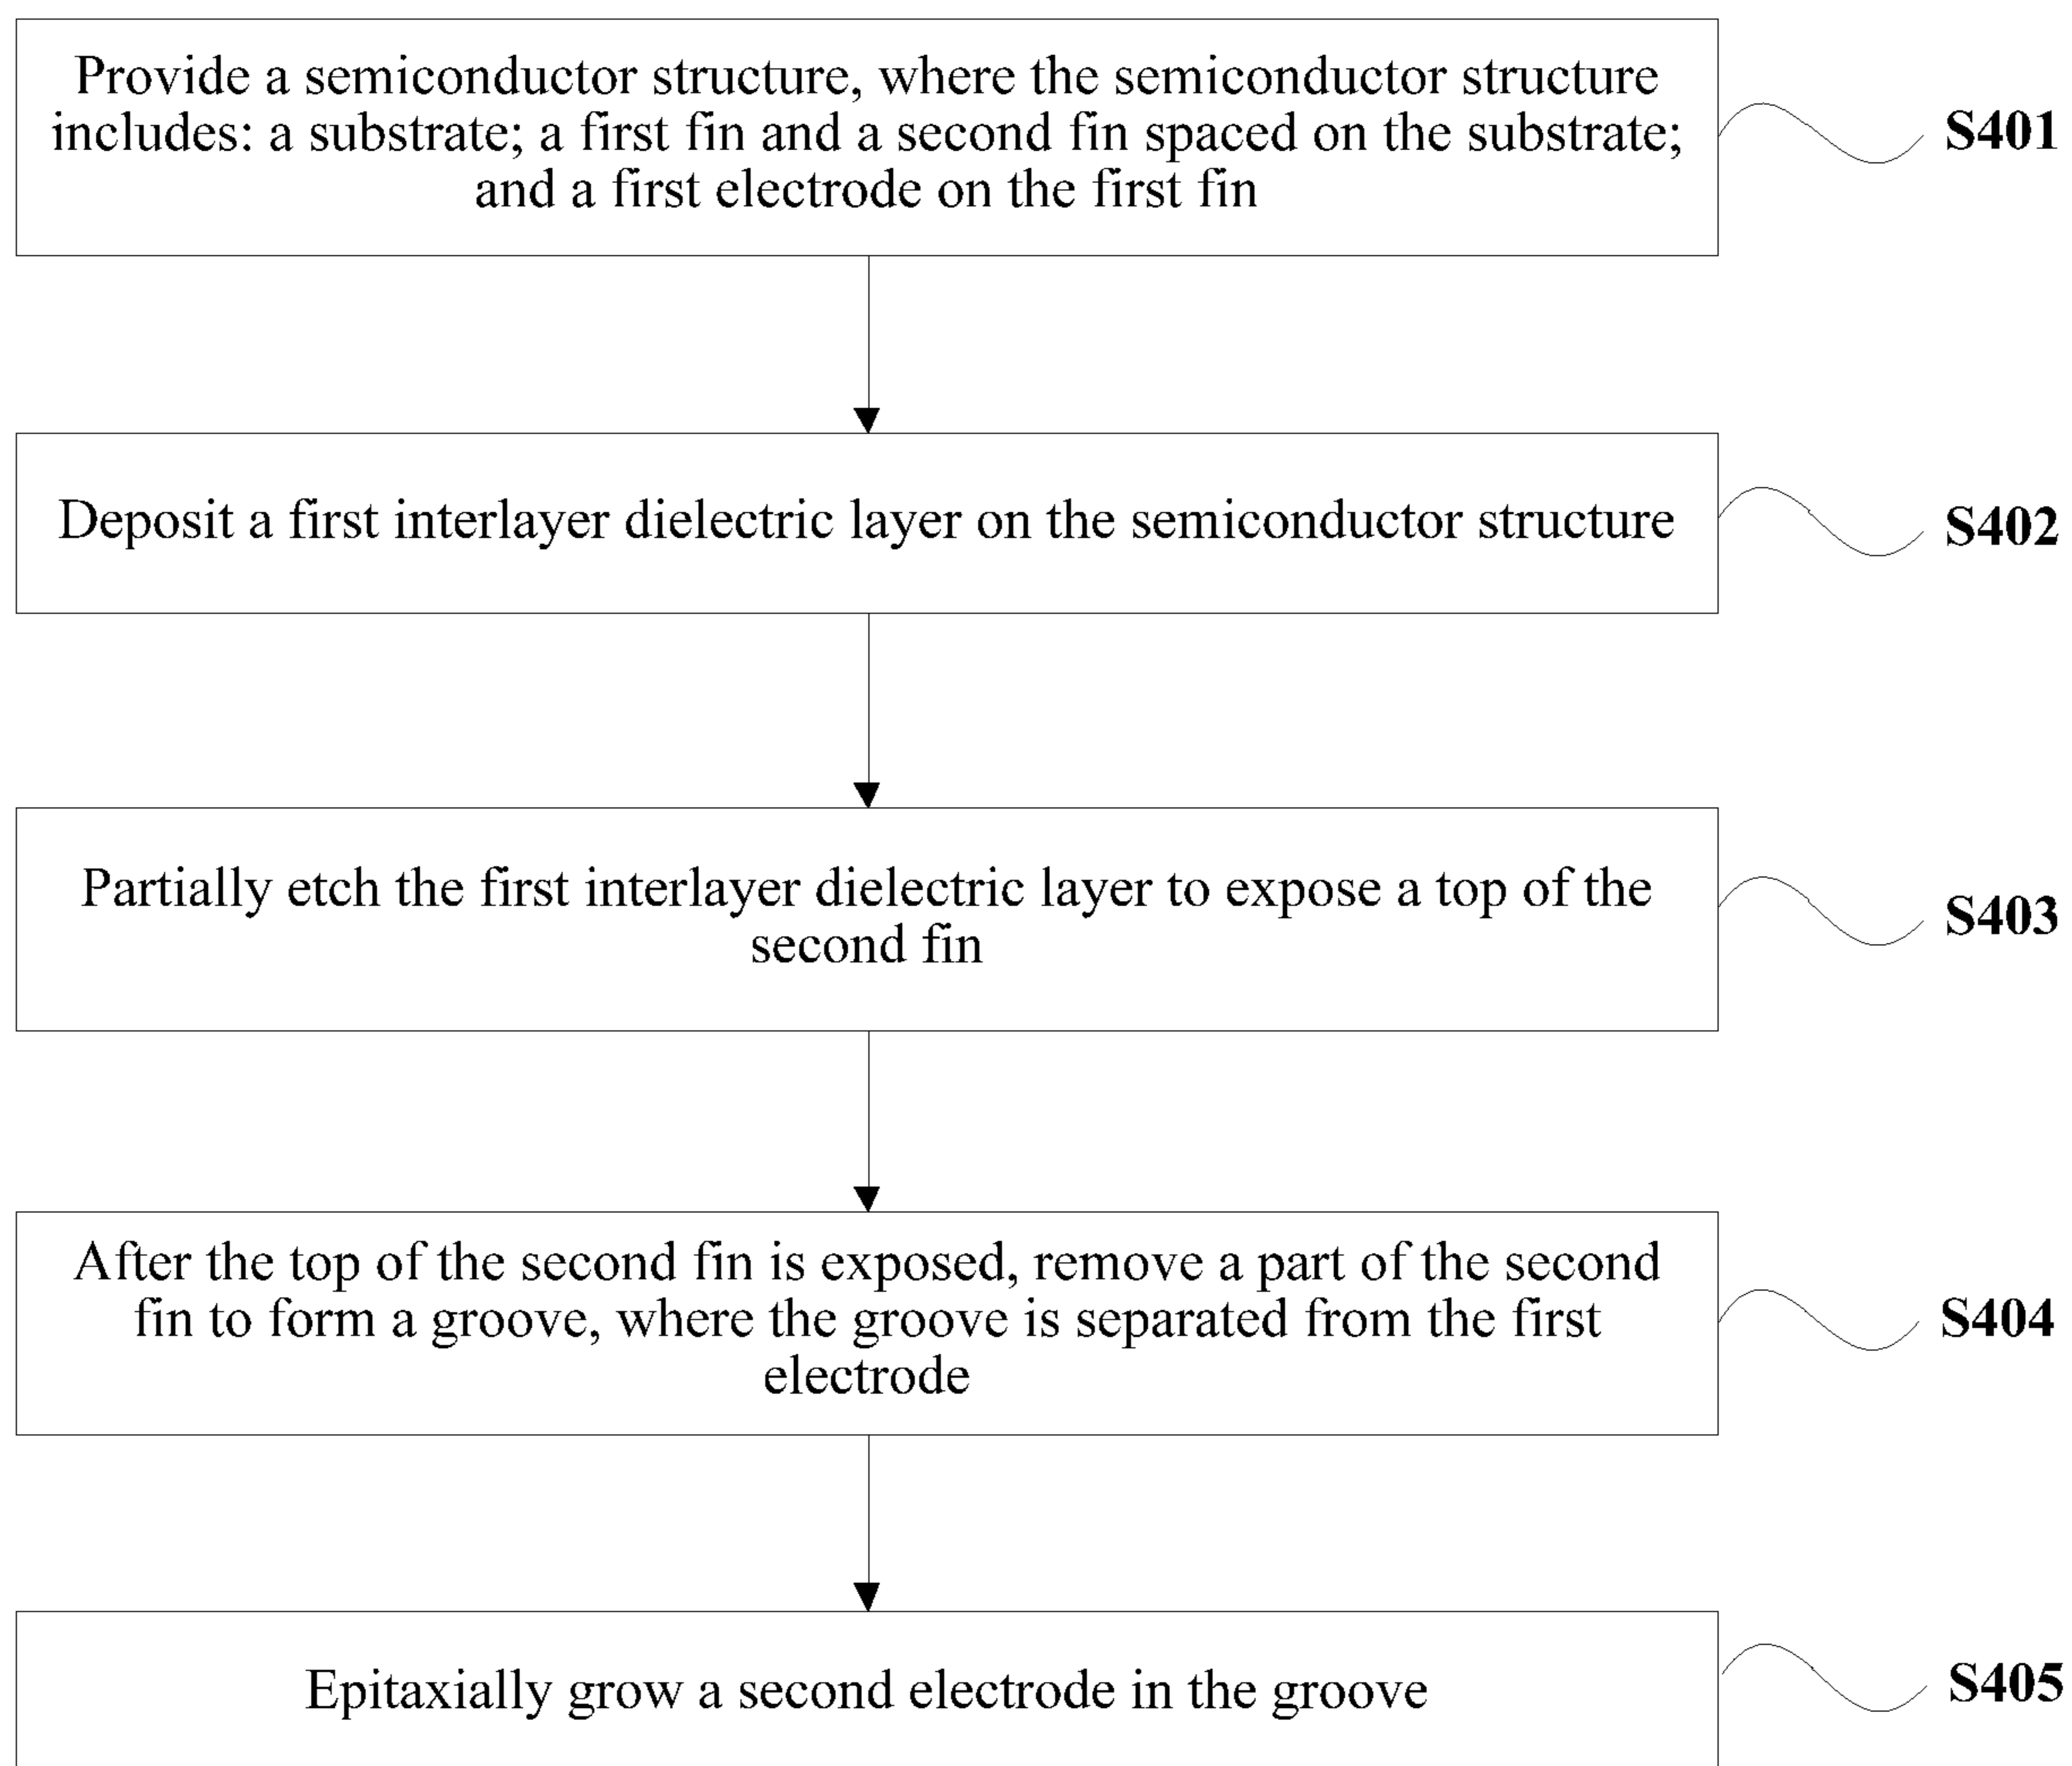 Provide a semiconductor structure, where the semiconductor structure
includes: a substrate; a first fin and a second fin spaced on the substrate;
and a first electrode on the first fin
S401
Deposit a first interlayer dielectric layer on the semiconductor structure
S402
Partially etch the first interlayer dielectric layer to expose a top of the
second fin
S403
After the top of the second fin is exposed, remove a part of the second
fin to form a groove, where the groove is separated from the first
electrode
S404
Epitaxially grow a second electrode in the groove
S405